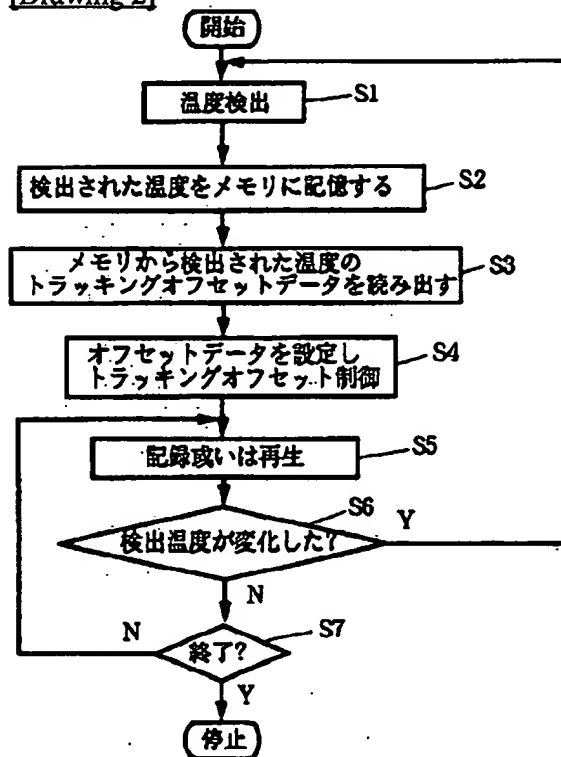 [Drawing 2]
開始
温度検出
S1
検出された温度をメモリに記憶する
S2
メモリから検出された温度の
トラッキングオフセットデータを読み出す
S3
オフセットデータを設定し
トラッキングオフセット制御
S4
記録或いは再生
S5
検出温度が変化した?
S6
Y
N
終了?
S7
N
Y
停止